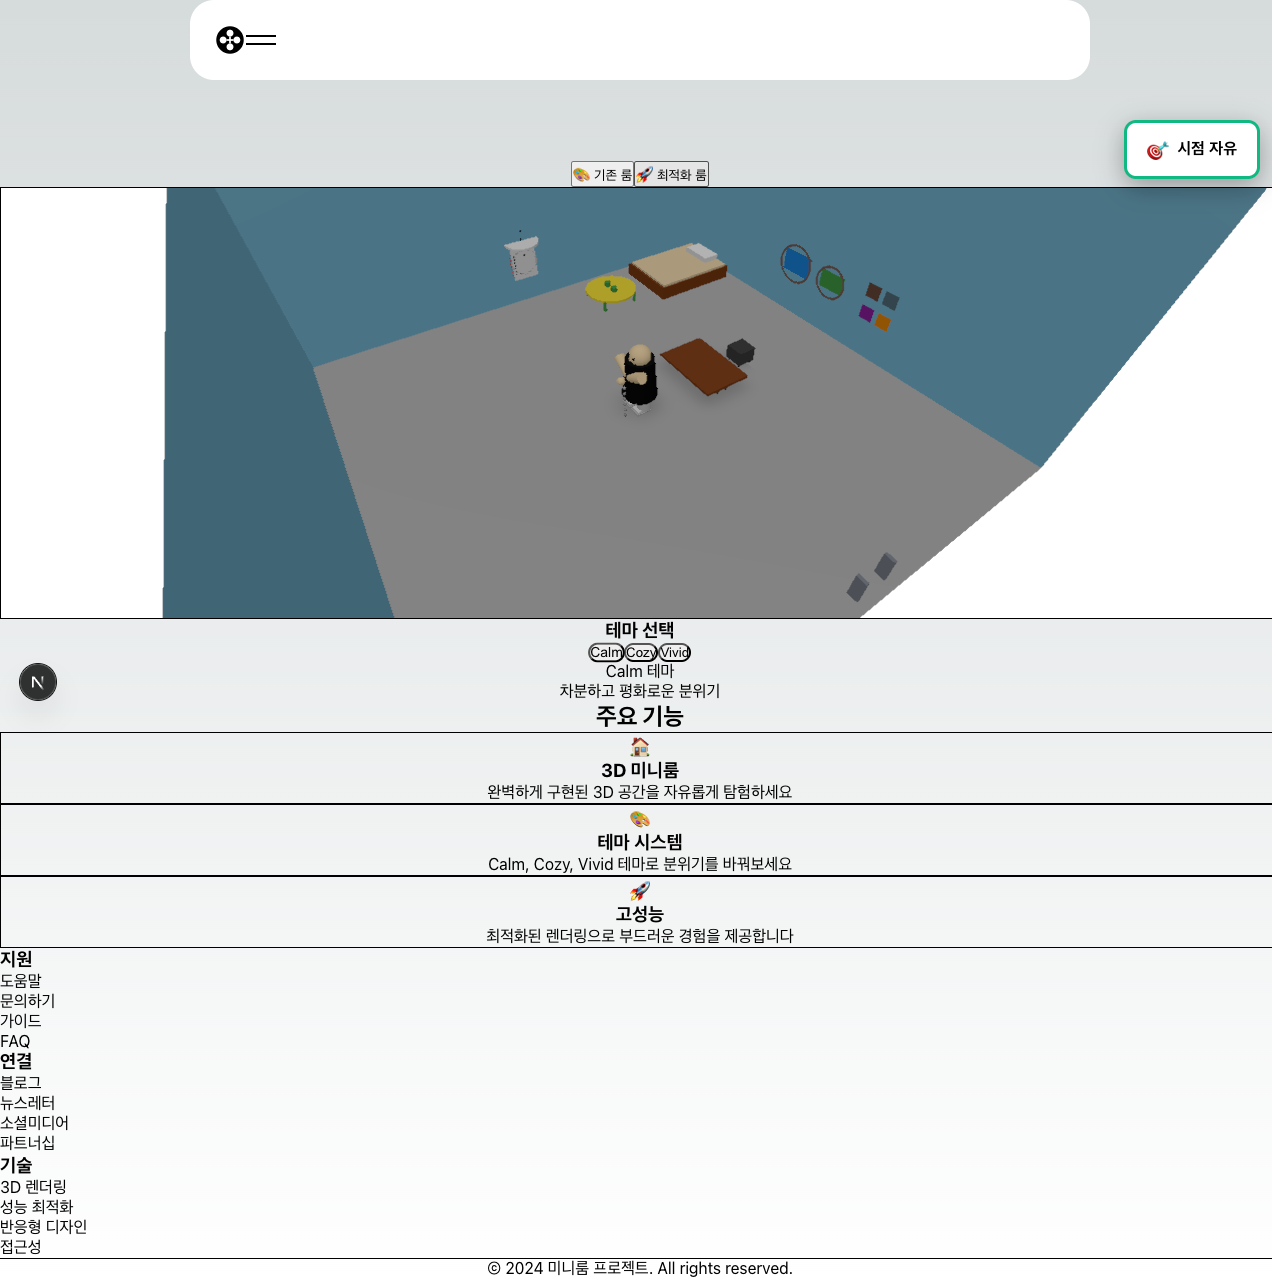 시점 자유
기존 룸 최적화 룸
테마 선택
Calm Cozy Vivid
Calm 테마
차분하고 평화로운 분위기
주요 기능
3D 미니룸
완벽하게 구현된 3D 공간을 자유롭게 탐험하세요
테마 시스템
Calm, Cozy, Vivid 테마로 분위기를 바꿔보세요
고성능
최적화된 렌더링으로 부드러운 경험을 제공합니다
지원
도움말
문의하기
가이드
FAQ
연결
블로그
뉴스레터
소셜미디어
파트너십
기술
3D 렌더링
성능 최적화
반응형 디자인
접근성
© 2024 미니룸 프로젝트. All rights reserved.